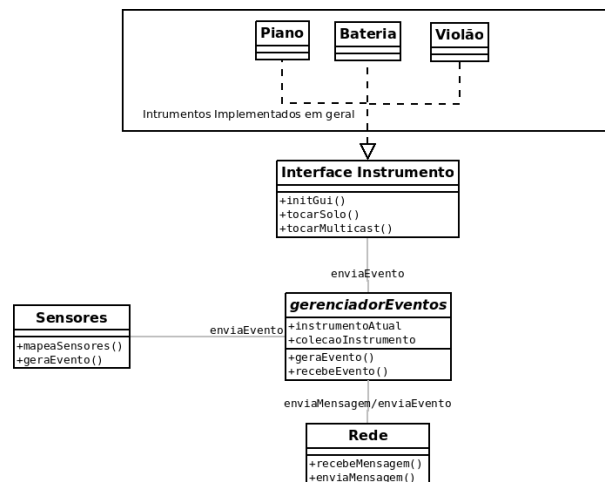 Piano
Bateria
Violão
Intrumentos Implementados em geral
Interface Instrumento
+initGui()
+tocarSolo()
+tocarMulticast()
enviaEvento
gerenciadorEventos
+instrumentoAtual
+colecaoInstrumento
+geraEvento()
+recebeEvento()
Sensores
+mapeaSensores()
+geraEvento()
enviaEvento
enviaMensagem/enviaEvento
Rede
+recebeMensagem()
+enviaMensagem()